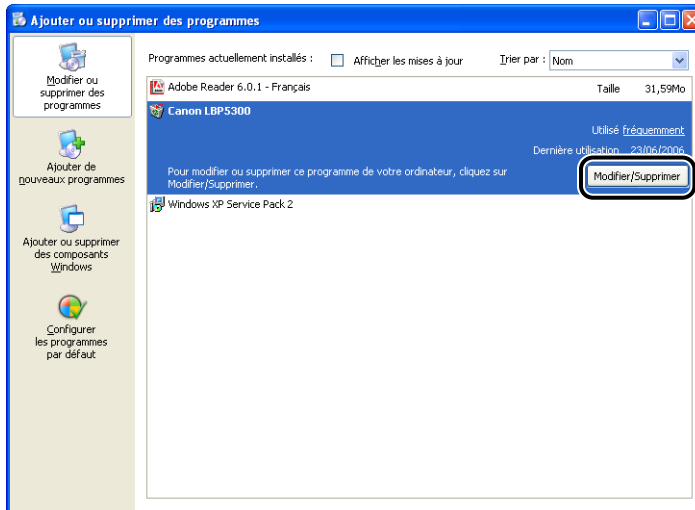 Ajouter ou supprimer des programmes
Modifier ou
supprimer des
programmes
Ajouter de
nouveaux programmes
Ajouter ou supprimer
des composants
Windows
Configurer
les programmes
par défaut
Programmes actuellement installés :
Afficher les mises à jour
Trier par :
Nom
Adobe Reader 6.0.1 - Français
Taille 31,59Mo
Canon LBP5300
Utilisé fréquemment
Dernière utilisation 23/06/2006
Pour modifier ou supprimer ce programme de votre ordinateur, cliquez sur
Modifier/Supprimer.
Modifier/Supprimer
Windows XP Service Pack 2